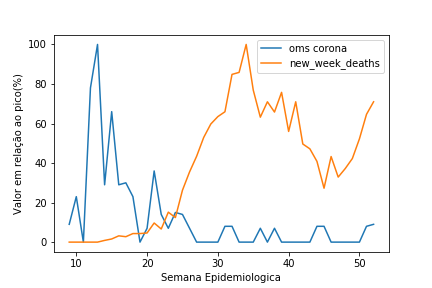 oms corona
new_week_deaths
Valor em relação ao pico(%)
100
80
60
40
20
0
10
20
30
40
50
Semana Epidemiologica